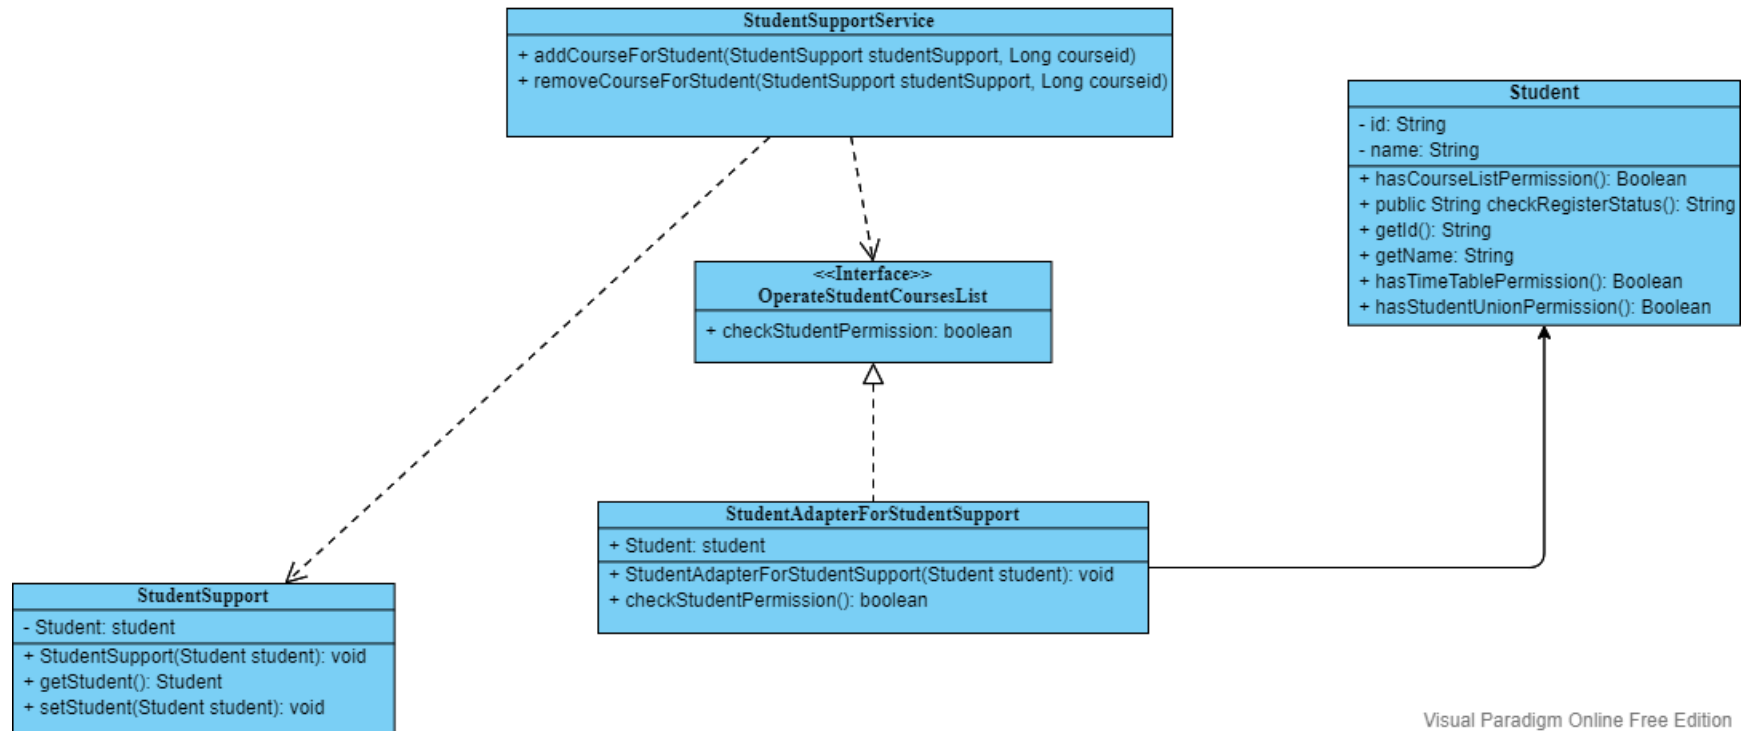 StudentSupportService
+ addCourseForStudent(StudentSupport studentSupport, Long courseid)
+ removeCourseForStudent(StudentSupport studentSupport, Long courseid)
Student
- id: String
- name: String
+ hasCourseListPermission(): Boolean
+ public String checkRegisterStatus(): String
+ getId(): String
+ getName: String
+ hasTimeTablePermission(): Boolean
+ hasStudentUnionPermission(): Boolean
<<Interface>>
OperateStudentCoursesList
+ checkStudentPermission: boolean
StudentAdapterForStudentSupport
+ Student: student
+ StudentAdapterForStudentSupport(Student student): void
+ checkStudentPermission(): boolean
StudentSupport
- Student: student
+ StudentSupport(Student student): void
+ getStudent(): Student
+ setStudent(Student student): void
Visual Paradigm Online Free Edition